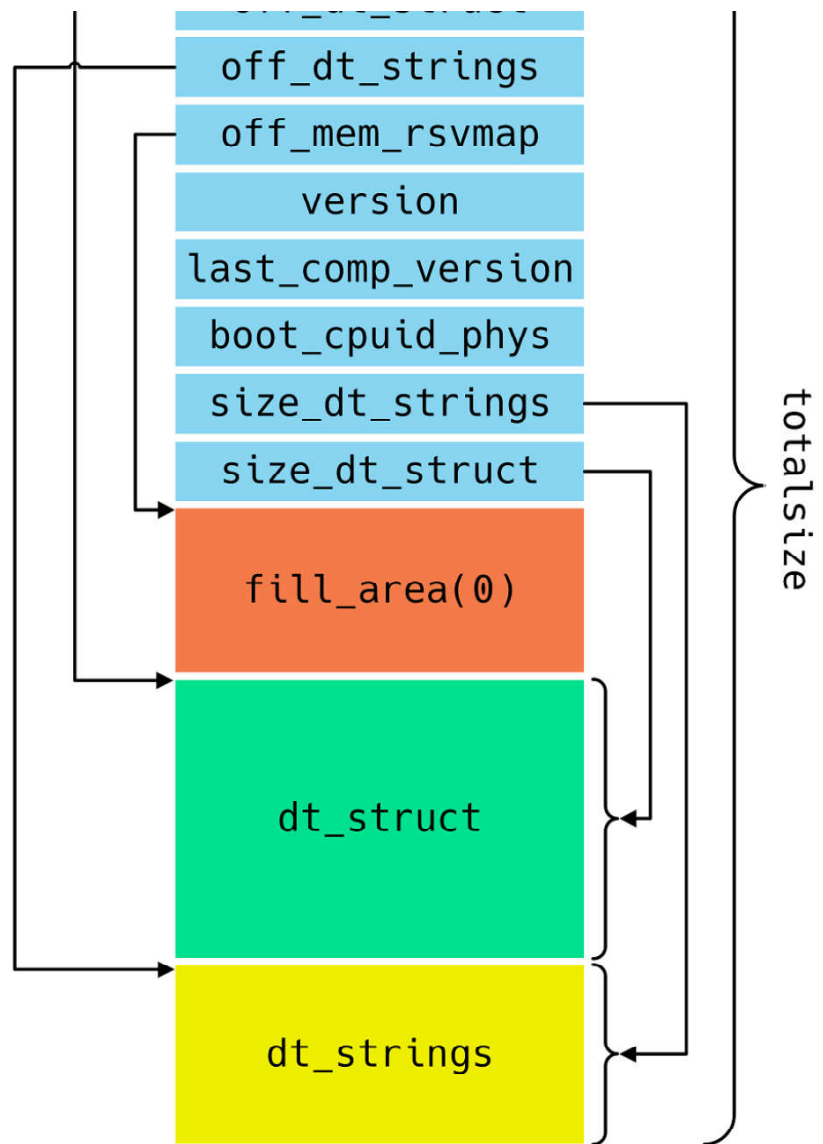 off_dt_strings
off_mem_rsvmap
version
last_comp_version
boot_cpuid_phys
size_dt_strings
size_dt_struct
totalsize
fill_area(0)
dt_struct
dt_strings